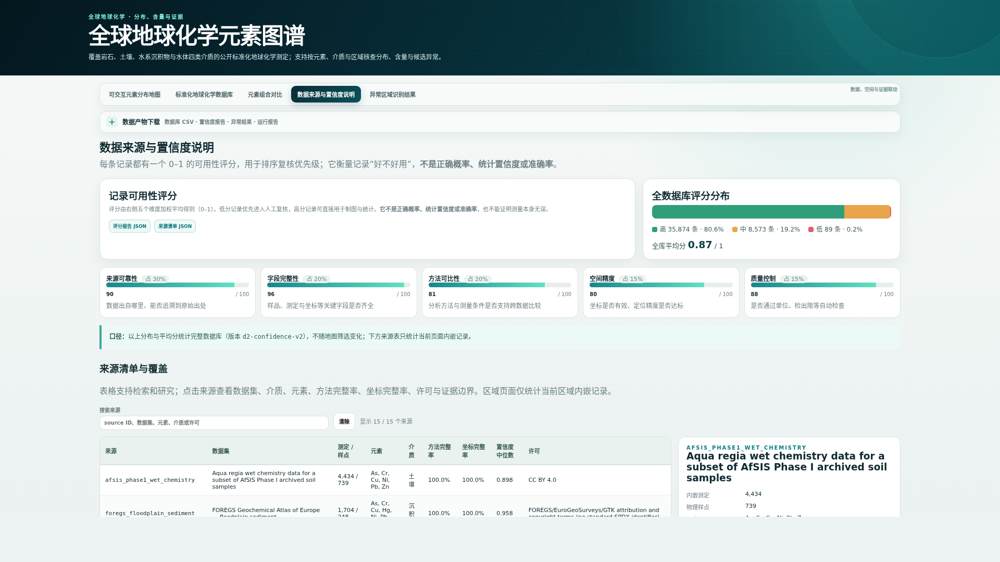 全球地球化学 · 分布、含量与证据
全球地球化学元素图谱
覆盖岩石、土壤、水系沉积物与水体四类介质的公开标准化地球化学测定；支持按元素、介质与区域核查分布、含量与候选异常。
可交互元素分布地图
标准化地球化学数据库
元素组合对比
数据来源与置信度说明
异常区域识别结果
数据、空间与证据联动
+ 数据产物下载 数据库 CSV · 置信度报告 · 异常结果 · 运行报告
数据来源与置信度说明
每条记录都有一个 0–1 的可用性评分，用于排序复核优先级；它衡量记录“好不好用”，不是正确概率、统计置信度或准确率。
记录可用性评分
评分由右侧五个维度加权平均得到（0–1）。低分记录优先进入人工复核，高分记录可直接用于制图与统计。它不是正确概率、统计置信度或准确率，也不能证明测量本身无误。
评分报告 JSON
来源清单 JSON
全数据库评分分布
高 35,874 条 · 80.6%
中 8,573 条 · 19.2%
低 89 条 · 0.2%
全库平均分 0.87 / 1
来源可靠性 占 30%
90 / 100
数据出自哪里、能否追溯到原始出处
字段完整性 占 20%
96 / 100
样品、测定与坐标等关键字段是否齐全
方法可比性 占 20%
81 / 100
分析方法与测量条件是否支持跨数据比较
空间精度 占 15%
80 / 100
坐标是否有效、定位精度是否达标
质量控制 占 15%
88 / 100
是否通过单位、检出限等自动检查
口径：以上分布与平均分统计完整数据库（版本 d2-confidence-v2），不随地图筛选变化；下方来源表只统计当前页面内嵌记录。
来源清单与覆盖
表格支持检索和研究；点击来源查看数据集、介质、元素、方法完整率、坐标完整率、许可与证据边界。区域页面仅统计当前区域内嵌记录。
搜索来源
source ID、数据集、元素、介质或许可
清除
显示 15 / 15 个来源
来源
数据集
测定 /
样点
元素
介
质
方法完整
率
坐标完整
率
置信度
中位数
许可
afsis_phase1_wet_chemistry
Aqua regia wet chemistry data for a
subset of AfSIS Phase I archived soil
samples
4,434 /
739
As, Cr,
Cu, Ni,
Pb, Zn
土
壤
100.0%
100.0%
0.898
CC BY 4.0
foregs_floodplain_sediment
FOREGS Geochemical Atlas of Europe
1,704 /
As, Cr,
Cu, Hg,
沉
积
100.0%
100.0%
0.958
FOREGS/EuroGeoSurveys/GTK attribution and
copyright terms (no standard SPDX identifier)
AFSIS_PHASE1_WET_CHEMISTRY
Aqua regia wet chemistry data for a
subset of AfSIS Phase I archived soil
samples
内嵌测定 4,434
物理样点 739